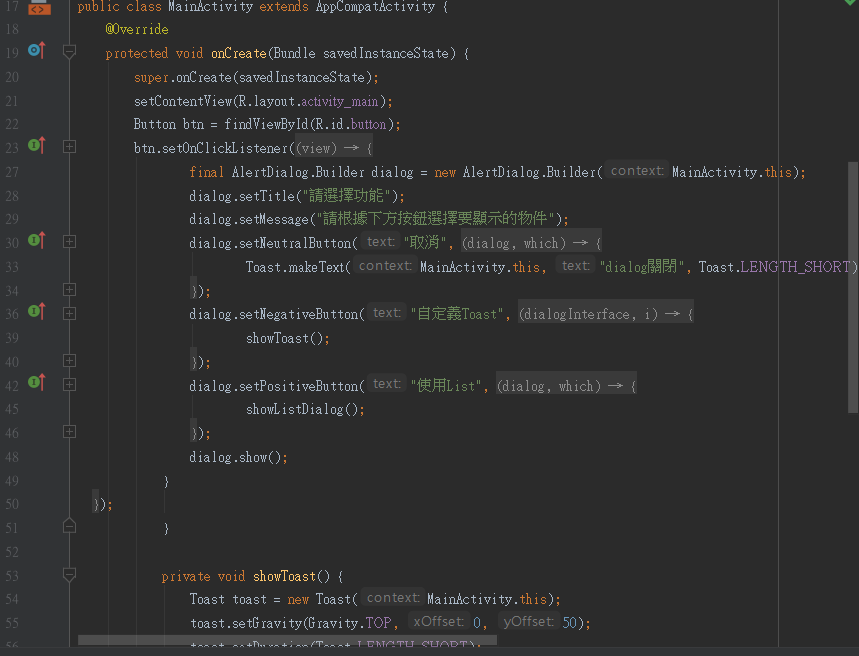 17 public class MainActivity extends AppCompatActivity {
18 @Override
19 protected void onCreate(Bundle savedInstanceState) {
20 super.onCreate(savedInstanceState);
21 setContentView(R.layout.activity_main);
22 Button btn = findViewById(R.id.button);
23 btn.setOnClickListener((view) → {
27 final AlertDialog.Builder dialog = new AlertDialog.Builder( context: MainActivity.this);
28 dialog.setTitle("請選擇功能");
29 dialog.setMessage("請根據下方按鈕選擇要顯示的物件");
30 dialog.setNeutralButton( text: "取消", (dialog, which) → {
33 Toast.makeText( context: MainActivity.this, text: "dialog關閉", Toast.LENGTH_SHORT)
34 });
36 dialog.setNegativeButton( text: "自定義Toast", (dialogInterface, i) → {
39 showToast();
40 });
42 dialog.setPositiveButton( text: "使用List", (dialog, which) → {
45 showListDialog();
46 });
48 dialog.show();
49 }
50 });
51 }
52
53 private void showToast() {
54 Toast toast = new Toast( context: MainActivity.this);
55 toast.setGravity(Gravity.TOP, xOffset: 0, yOffset: 50);
56 toast.setDuration(Toast.LENGTH_SHORT);